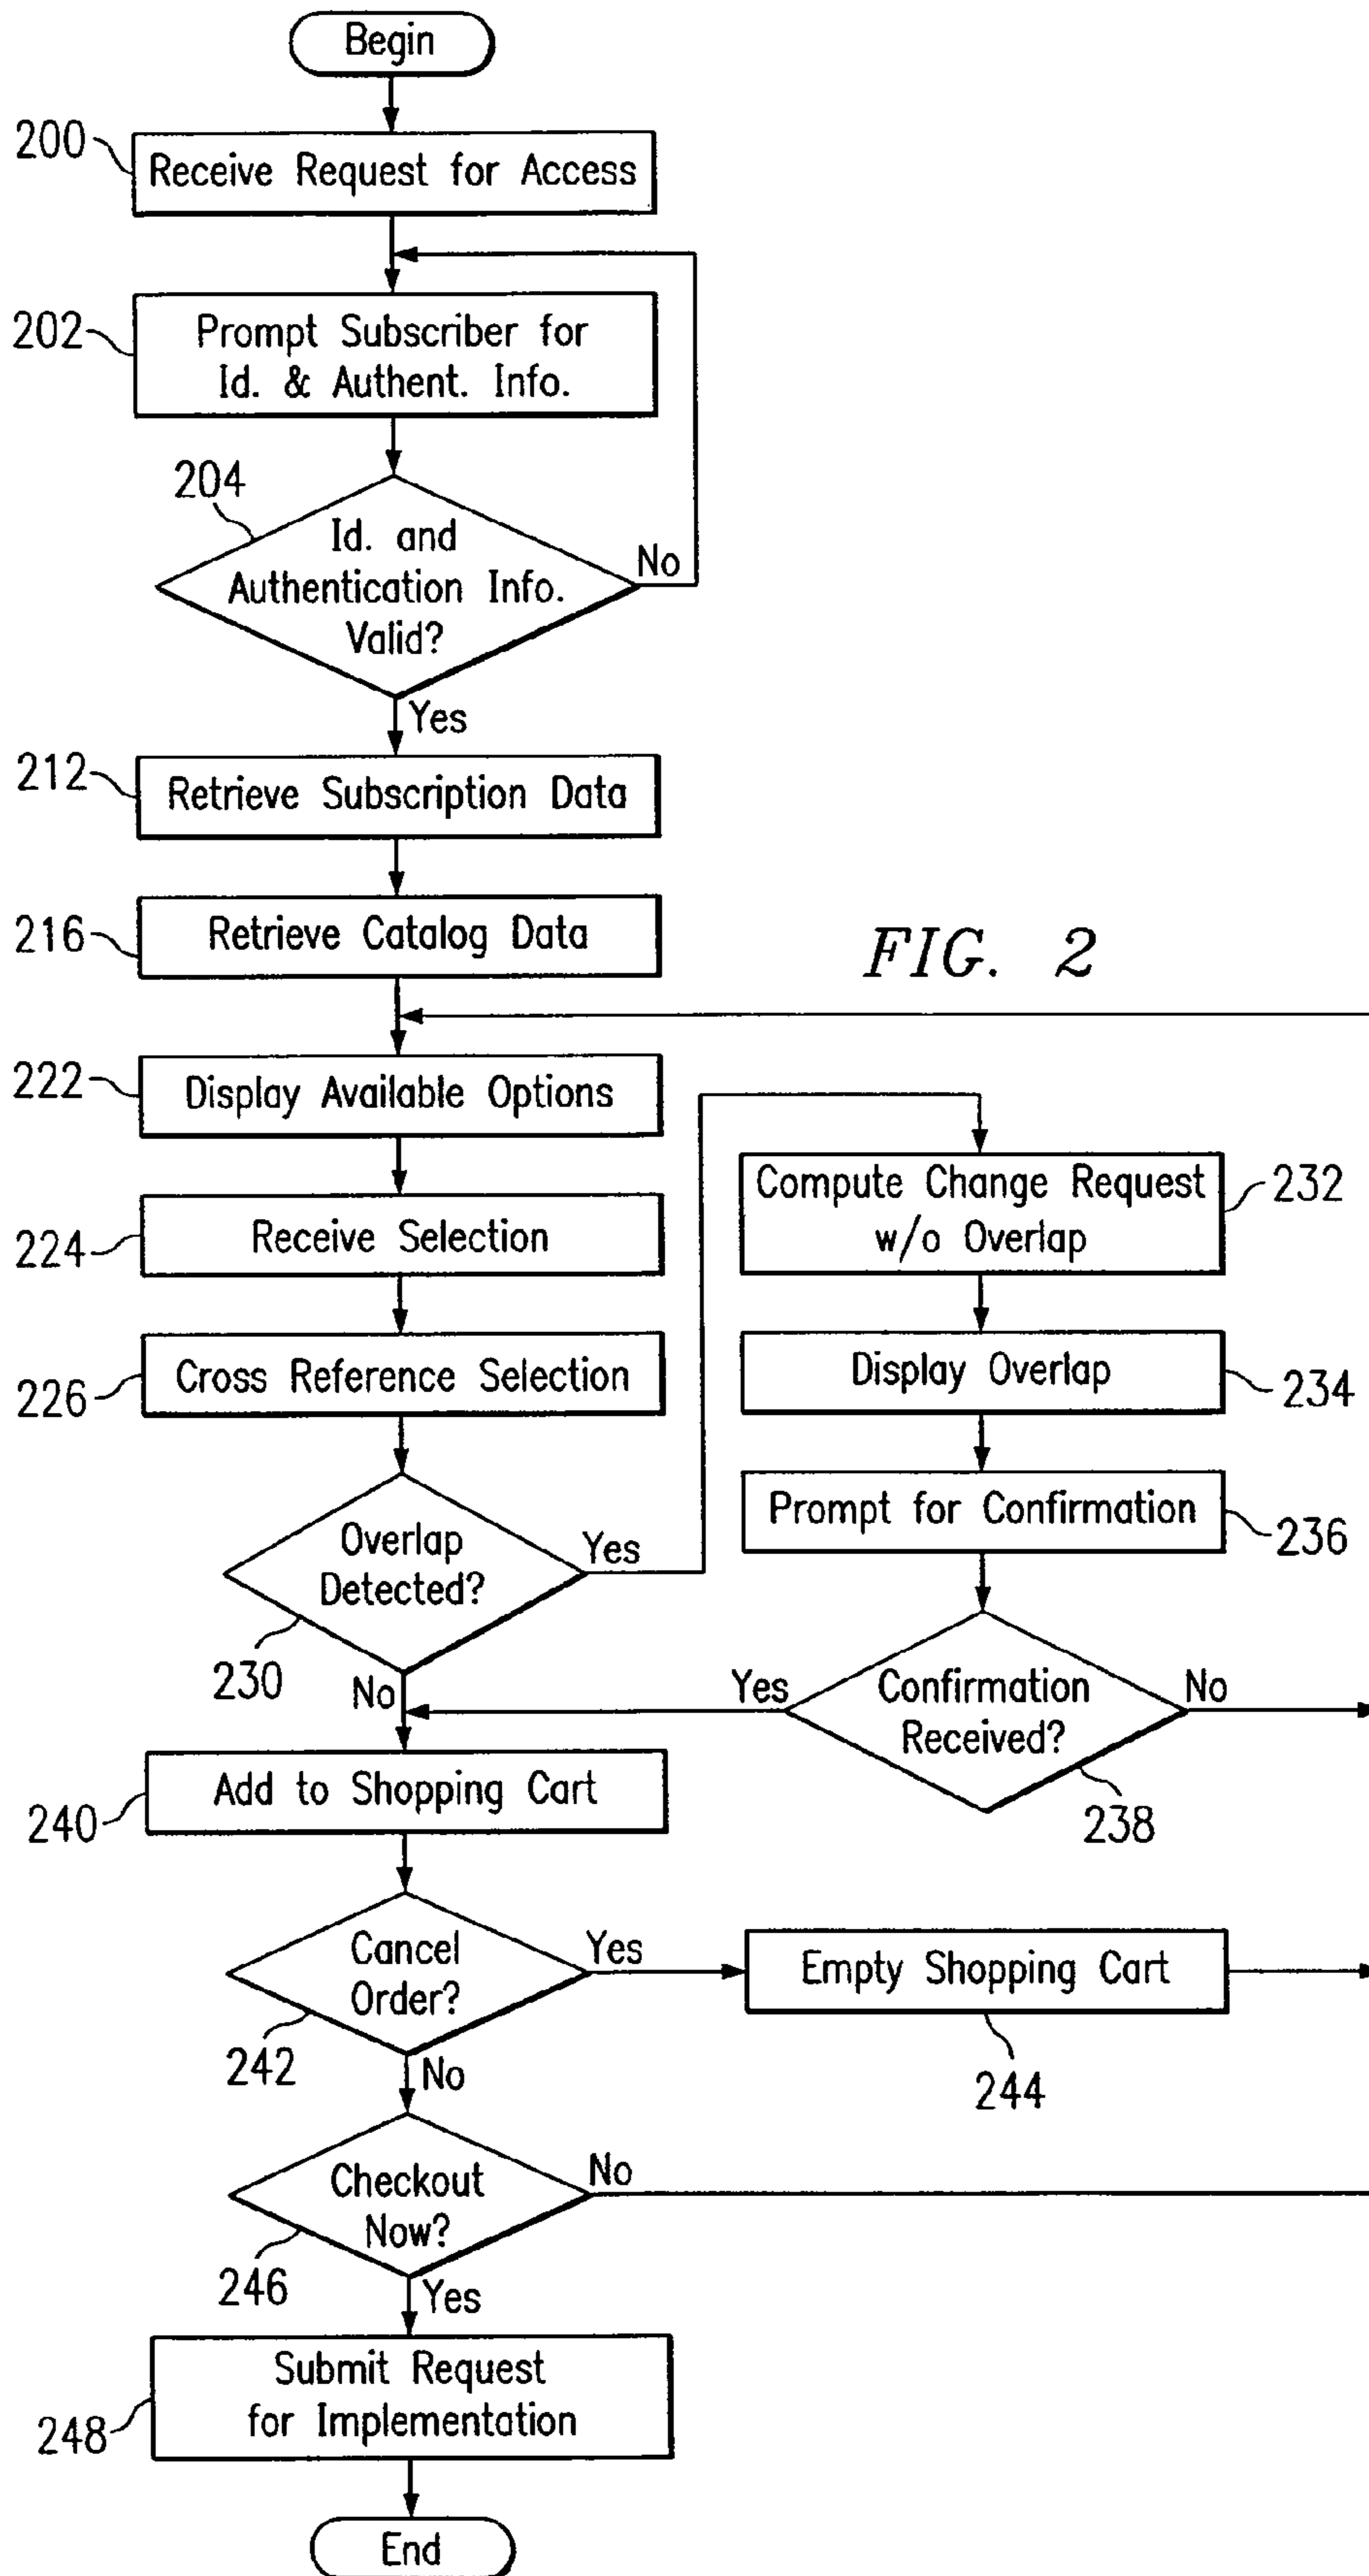 Begin
200
Receive Request for Access
202
Prompt Subscriber for
Id. & Authent. Info.
204
Id. and
Authentication Info.
Valid?
No
Yes
212
Retrieve Subscription Data
216
Retrieve Catalog Data
FIG. 2
222
Display Available Options
224
Receive Selection
226
Cross Reference Selection
Overlap
Detected?
230
Yes
No
Compute Change Request
w/o Overlap
232
Display Overlap
234
Prompt for Confirmation
236
Confirmation
Received?
Yes
No
238
240
Add to Shopping Cart
Cancel
Order?
242
Yes
No
Empty Shopping Cart
244
Checkout
Now?
246
No
Yes
248
Submit Request
for Implementation
End